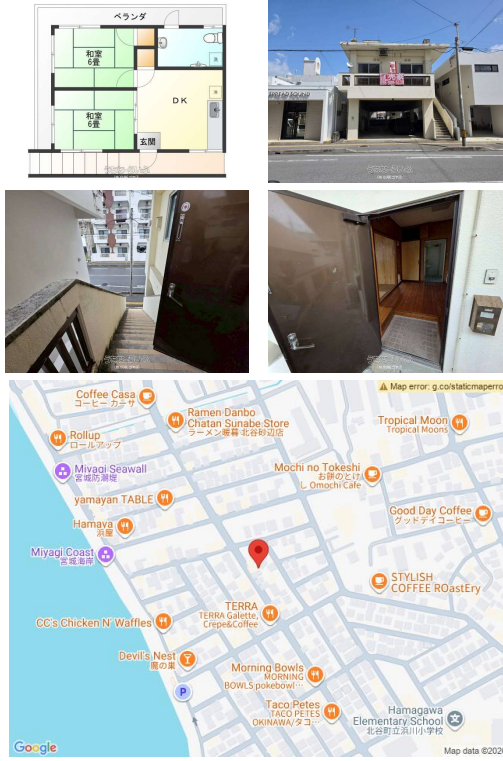 ベランダ
和室
6畳
和室
6畳
DK
玄関
売家
Map error: g.co/staticmaperro
Coffee Casa
コーヒー カーサ
Ramen Danbo
Chatan Sunabe Store
ラーメン暖暮 北谷砂辺店
Tropical Moon
Tropical Moons
Rollup
ロールアップ
Miyagi Seawall
宮城防潮堤
Mochi no Tokeshi
お餅のとけ
し Omochi Cafe
yamayan TABLE
Good Day Coffee
グッドデイコーヒー
Hamaya
浜屋
Miyagi Coast
宮城海岸
STYLISH
COFFEE ROastEry
TERRA
TERRA Galette,
Crepe&Coffee
CC's Chicken N' Waffles
Devil's Nest
魔の巣
P
Morning Bowls
MORNING
BOWLS pokebowl…
Taco Petes
TACO PETES
OKINAWA/タコ…
Hamagawa
Elementary School
北谷町立浜川小学校
Google
Map data ©2026